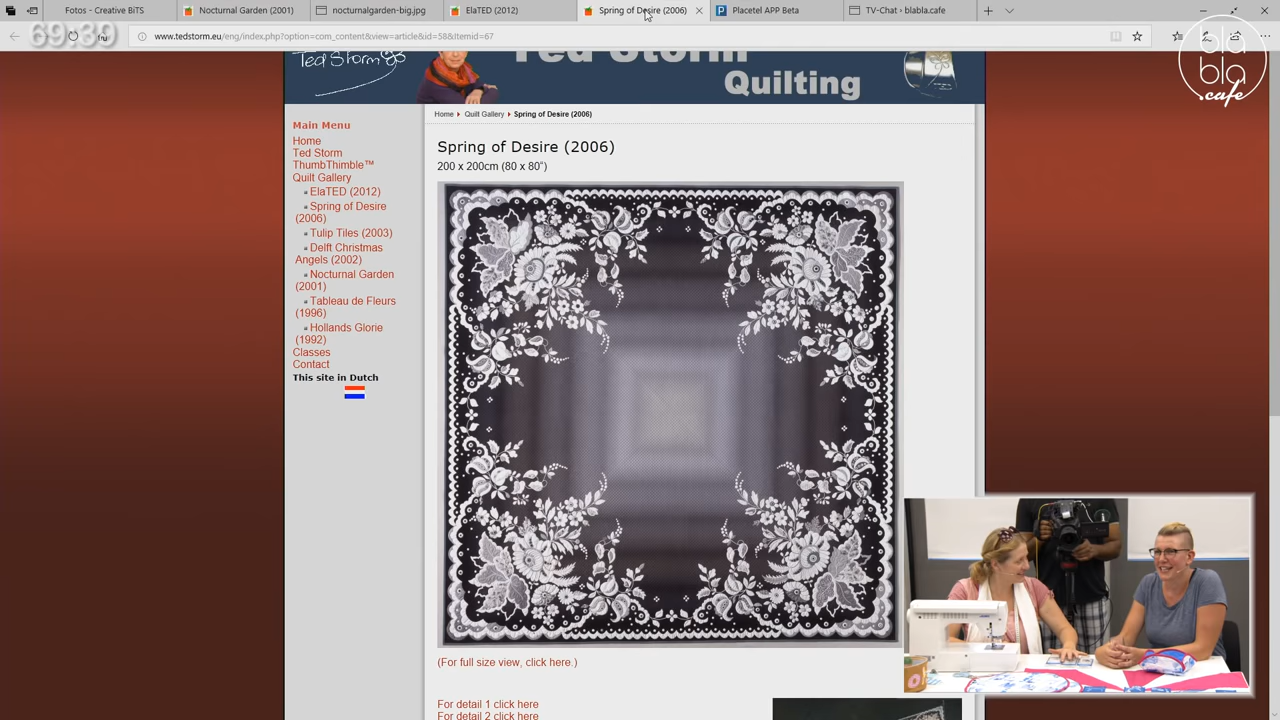 Fotos - Creative BiTS
Nocturnal Garden (2001)
nocturnalgarden-big.jpg
ElaTED (2012)
Spring of Desire (2006)
Placetel APP Beta
TV-Chat ‹ blabla.cafe
69:30
www.tedstorm.eu/eng/index.php?option=com_content&view=article&id=58&Itemid=67
bla
bla
.cafe
Ted Storm
Ted Storm
Quilting
Home
Quilt Gallery
Spring of Desire (2006)
Main Menu
Home
Ted Storm
ThumbThimble™
Quilt Gallery
ElaTED (2012)
Spring of Desire
(2006)
Tulip Tiles (2003)
Delft Christmas
Angels (2002)
Nocturnal Garden
(2001)
Tableau de Fleurs
(1996)
Hollands Glorie
(1992)
Classes
Contact
This site in Dutch
Spring of Desire (2006)
200 x 200cm (80 x 80")
(For full size view, click here.)
For detail 1 click here
For detail 2 click here